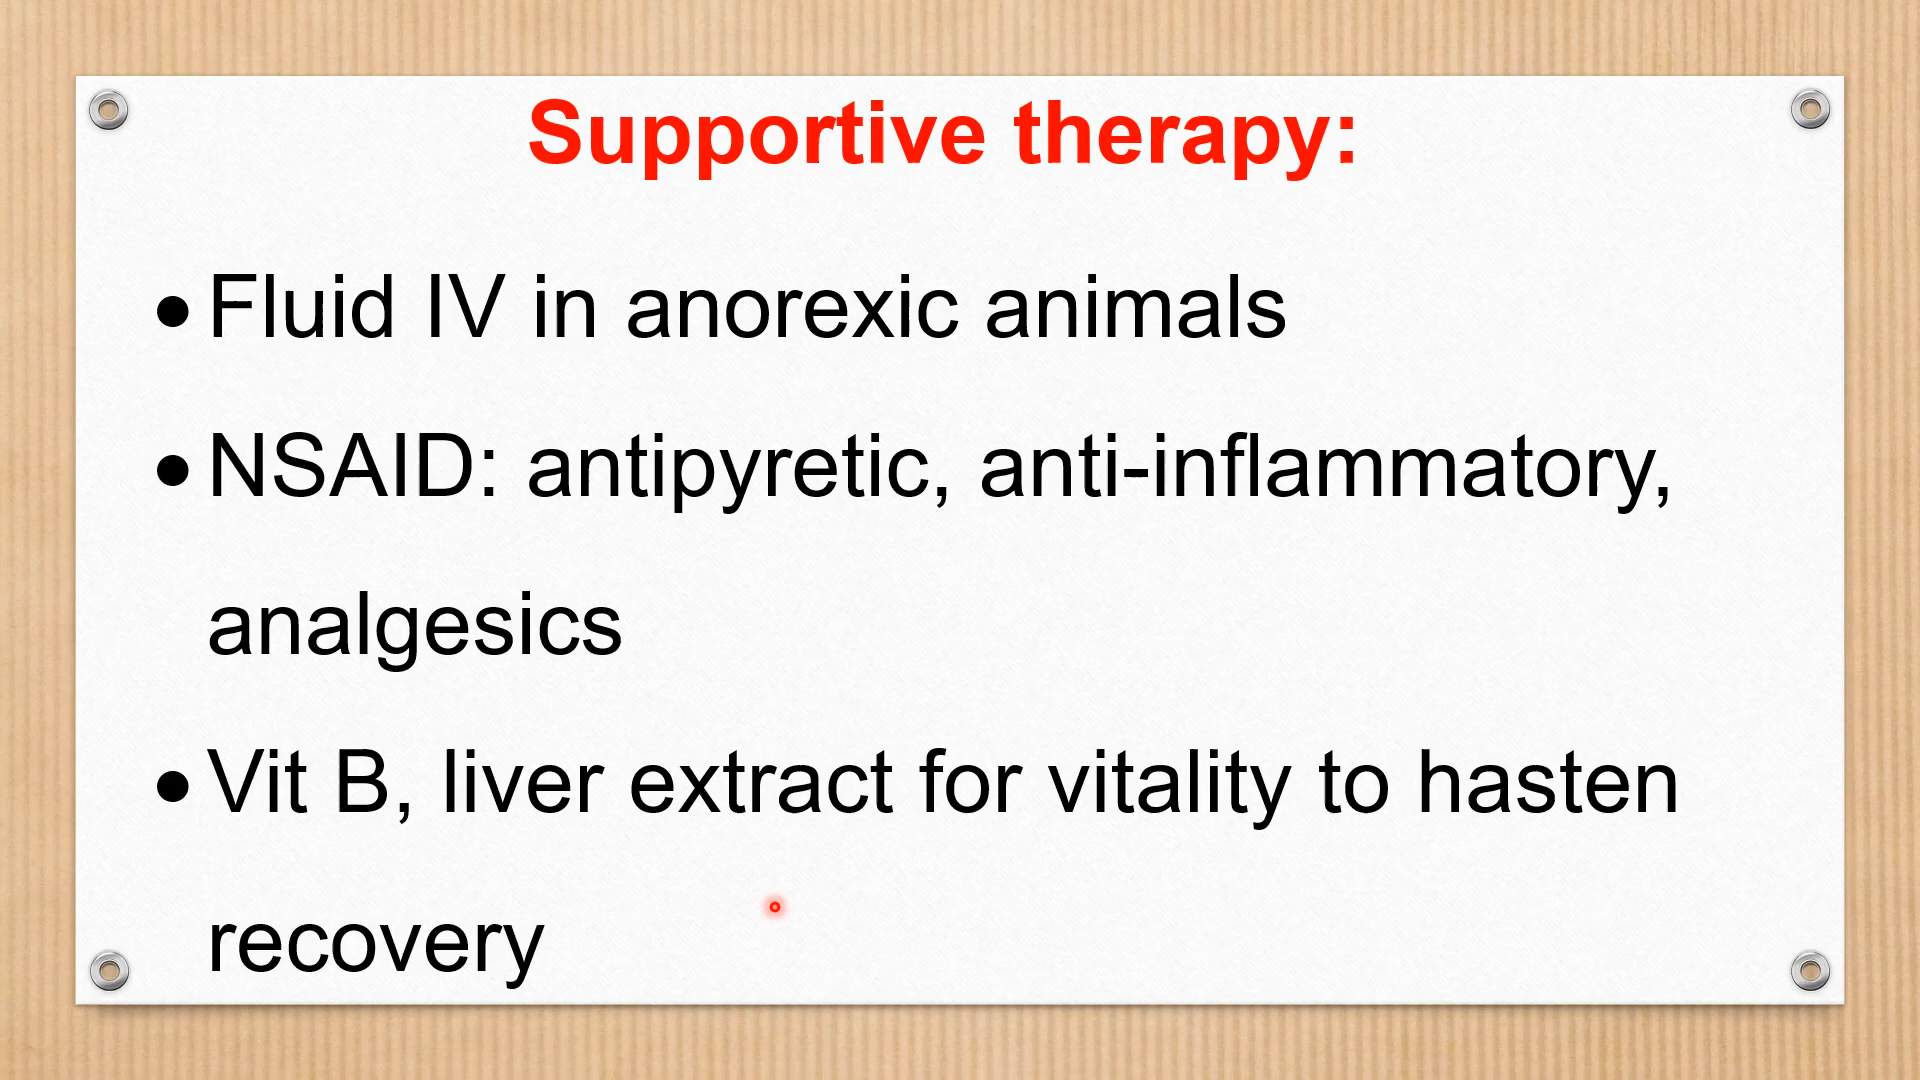 Supportive therapy:
• Fluid IV in anorexic animals
• NSAID: antipyretic, anti-inflammatory,
analgesics
• Vit B, liver extract for vitality to hasten
recovery